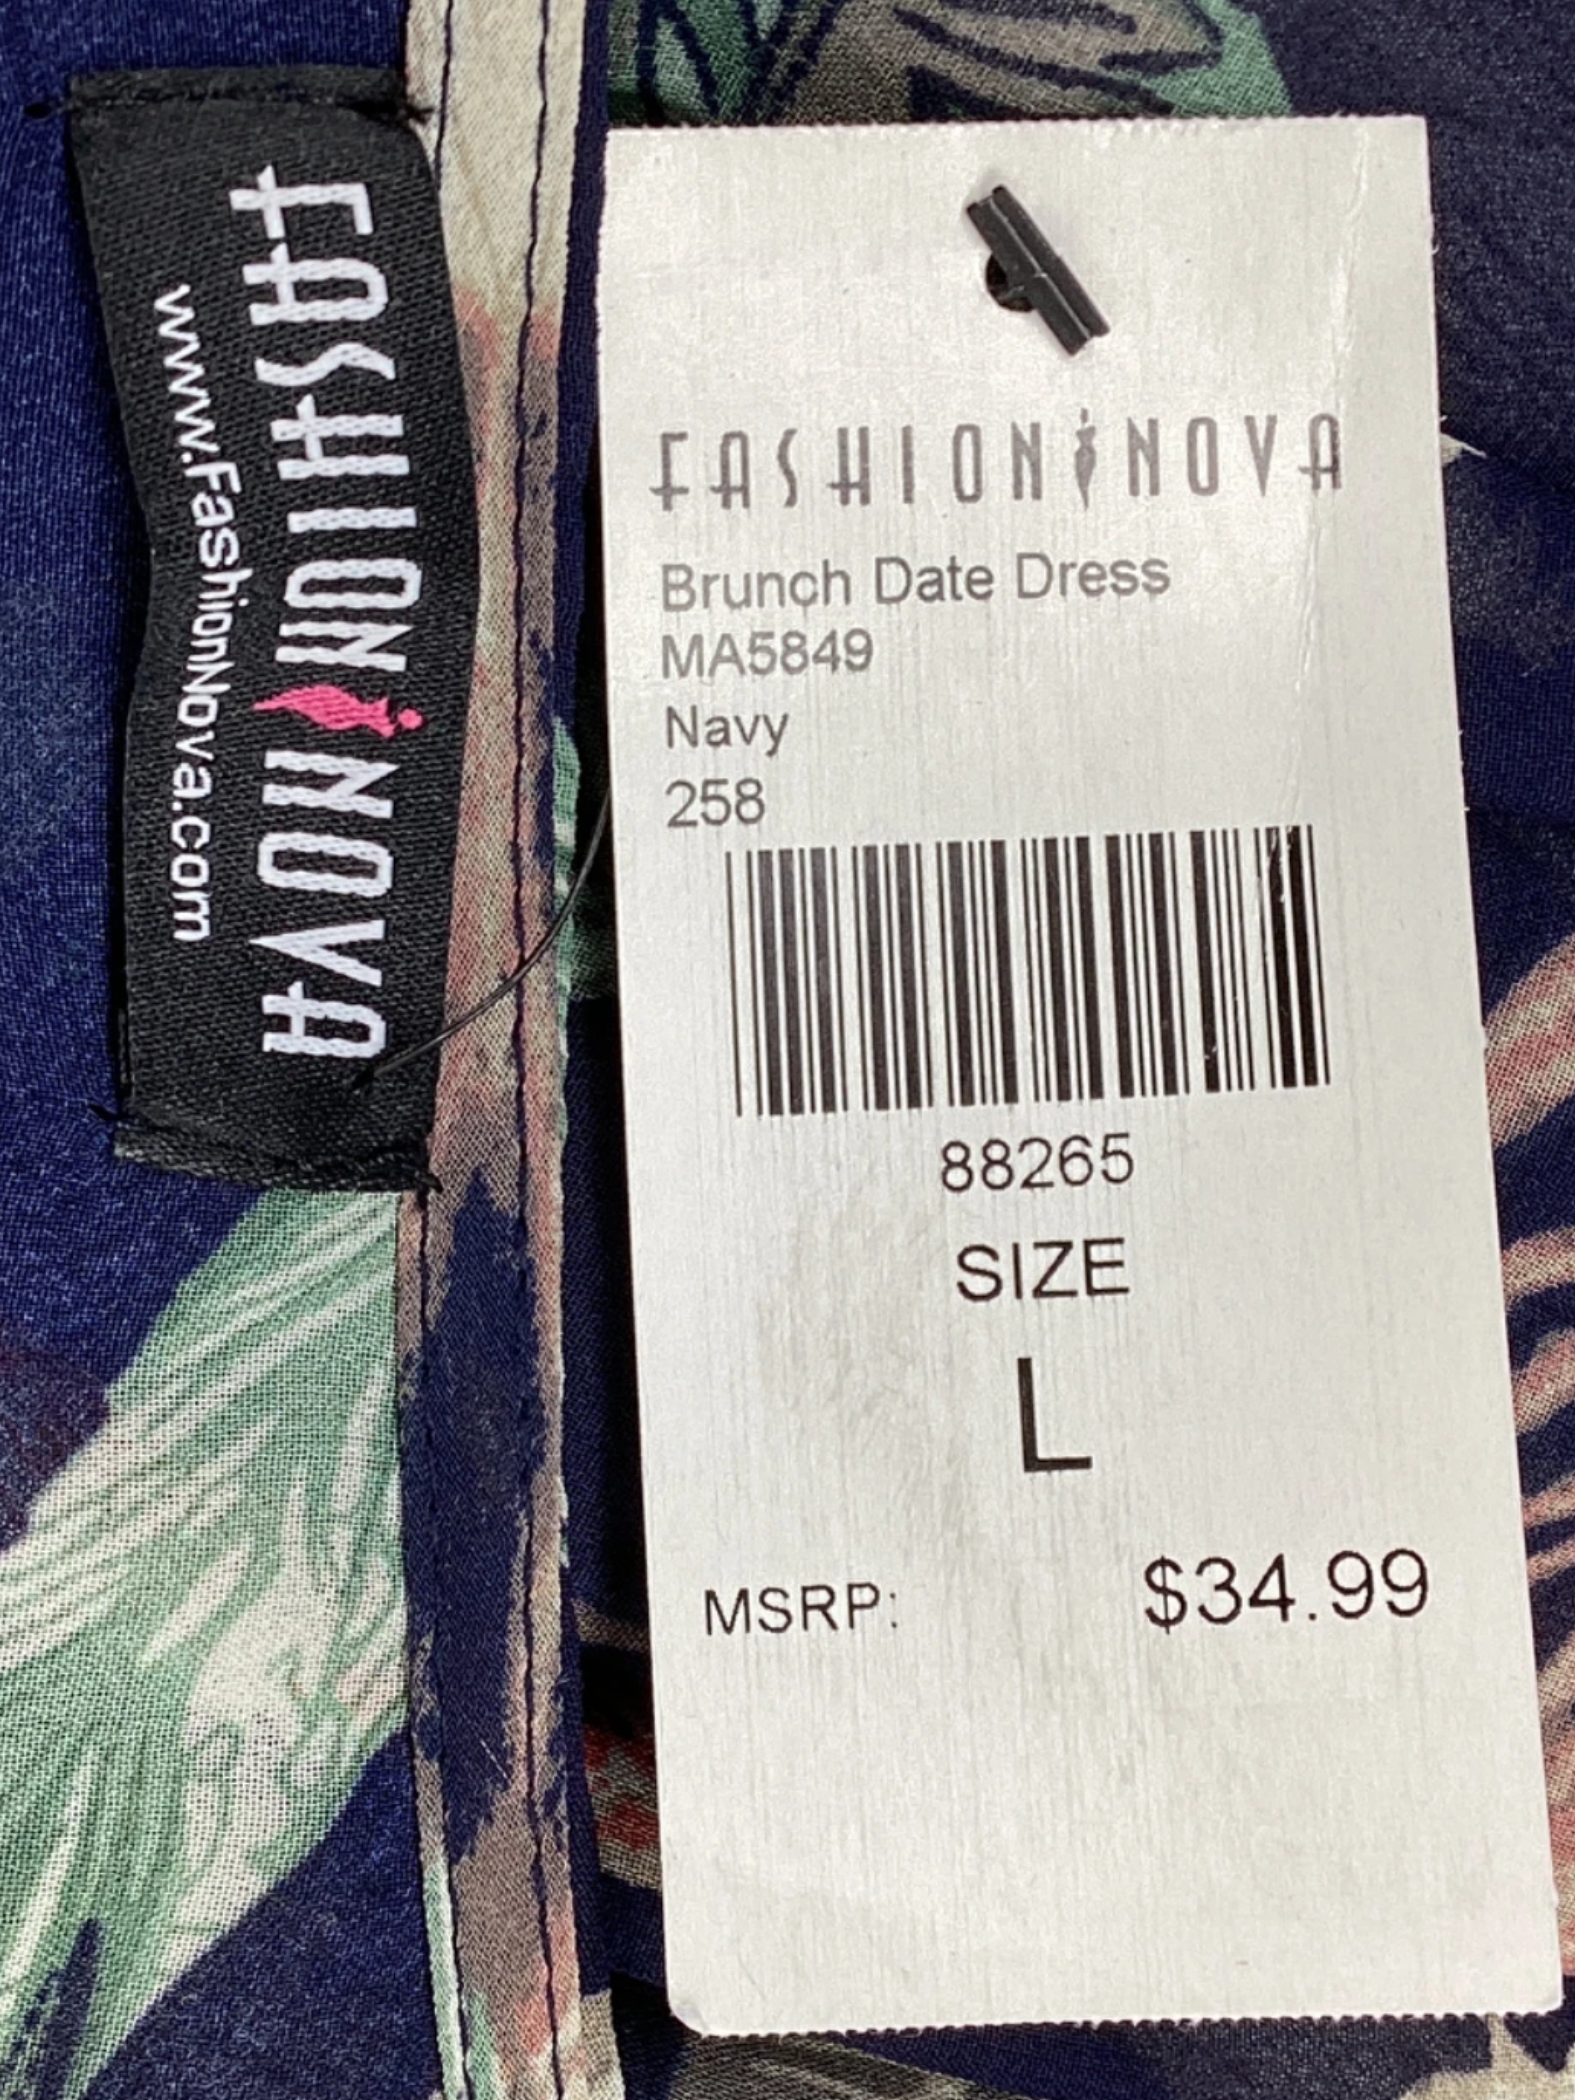 FASHION NOVA
www.FashionNova.com
FASHION NOVA
Brunch Date Dress
MA5849
Navy
258
88265
SIZE
L
MSRP: $34.99